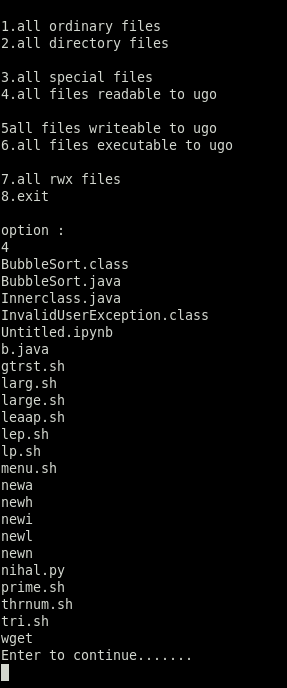 1.all ordinary files
2.all directory files
3.all special files
4.all files readable to ugo
5all files writeable to ugo
6.all files executable to ugo
7.all rwx files
8.exit
option :
4
BubbleSort.class
BubbleSort.java
Innerclass.java
InvalidUserException.class
Untitled.ipynb
b.java
gtrst.sh
larg.sh
large.sh
leaap.sh
lep.sh
lp.sh
menu.sh
newa
newh
newi
newl
newn
nihal.py
prime.sh
thrnum.sh
tri.sh
wget
Enter to continue.......